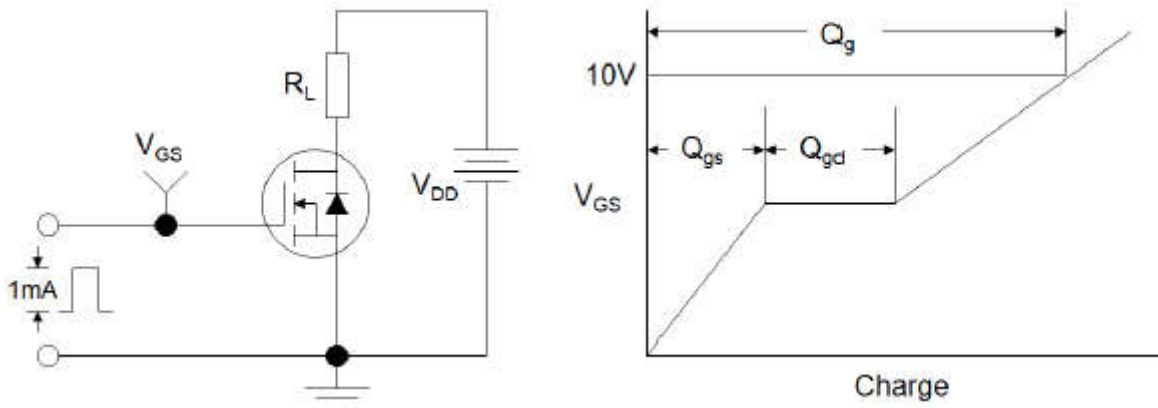 R_L
V_GS
V_DD
1mA
Q_g
10V
Q_gs
Q_gd
V_GS
Charge